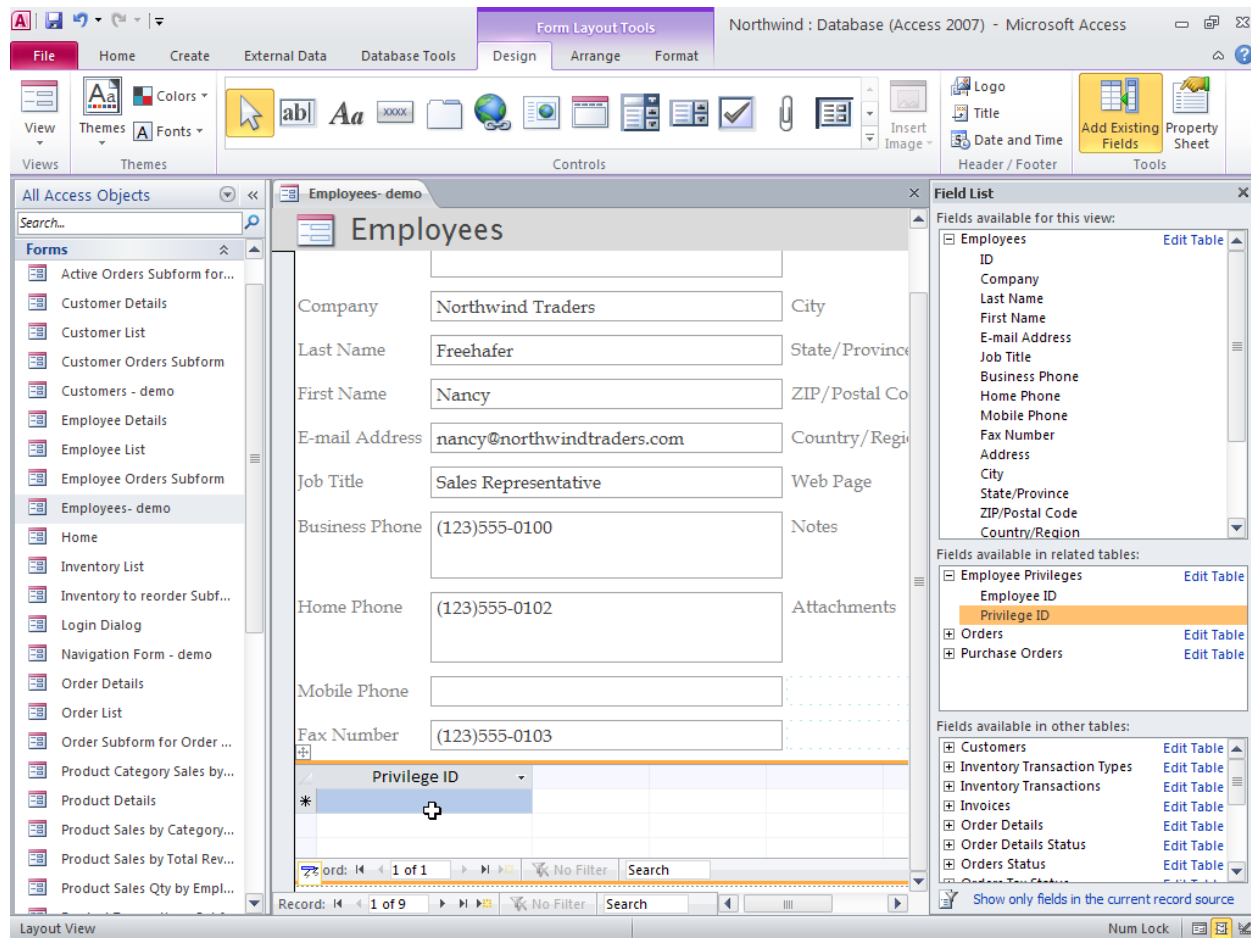 Form Layout Tools
Northwind : Database (Access 2007) - Microsoft Access
File Home Create External Data Database Tools Design Arrange Format
View
Views
Aa
Themes
Colors
A Fonts
Themes
ab| Aa xxxx
Insert
Image
Controls
Logo
Title
Date and Time
Header / Footer
Add Existing
Fields
Property
Sheet
Tools
All Access Objects
Search...
Forms
Active Orders Subform for...
Customer Details
Customer List
Customer Orders Subform
Customers - demo
Employee Details
Employee List
Employee Orders Subform
Employees- demo
Home
Inventory List
Inventory to reorder Subf...
Login Dialog
Navigation Form - demo
Order Details
Order List
Order Subform for Order ...
Product Category Sales by...
Product Details
Product Sales by Category...
Product Sales by Total Rev...
Product Sales Qty by Empl...
Employees- demo
Employees
Company Northwind Traders City
Last Name Freehafer State/Province
First Name Nancy ZIP/Postal Co
E-mail Address nancy@northwindtraders.com Country/Regi
Job Title Sales Representative Web Page
Business Phone (123)555-0100 Notes
Home Phone (123)555-0102 Attachments
Mobile Phone
Fax Number (123)555-0103
Privilege ID
ord: 1 of 1 No Filter Search
Record: 1 of 9 No Filter Search
Field List
Fields available for this view:
Employees Edit Table
ID
Company
Last Name
First Name
E-mail Address
Job Title
Business Phone
Home Phone
Mobile Phone
Fax Number
Address
City
State/Province
ZIP/Postal Code
Country/Region
Fields available in related tables:
Employee Privileges Edit Table
Employee ID
Privilege ID
Orders Edit Table
Purchase Orders Edit Table
Fields available in other tables:
Customers Edit Table
Inventory Transaction Types Edit Table
Inventory Transactions Edit Table
Invoices Edit Table
Order Details Edit Table
Order Details Status Edit Table
Orders Status Edit Table
Show only fields in the current record source
Layout View
Num Lock